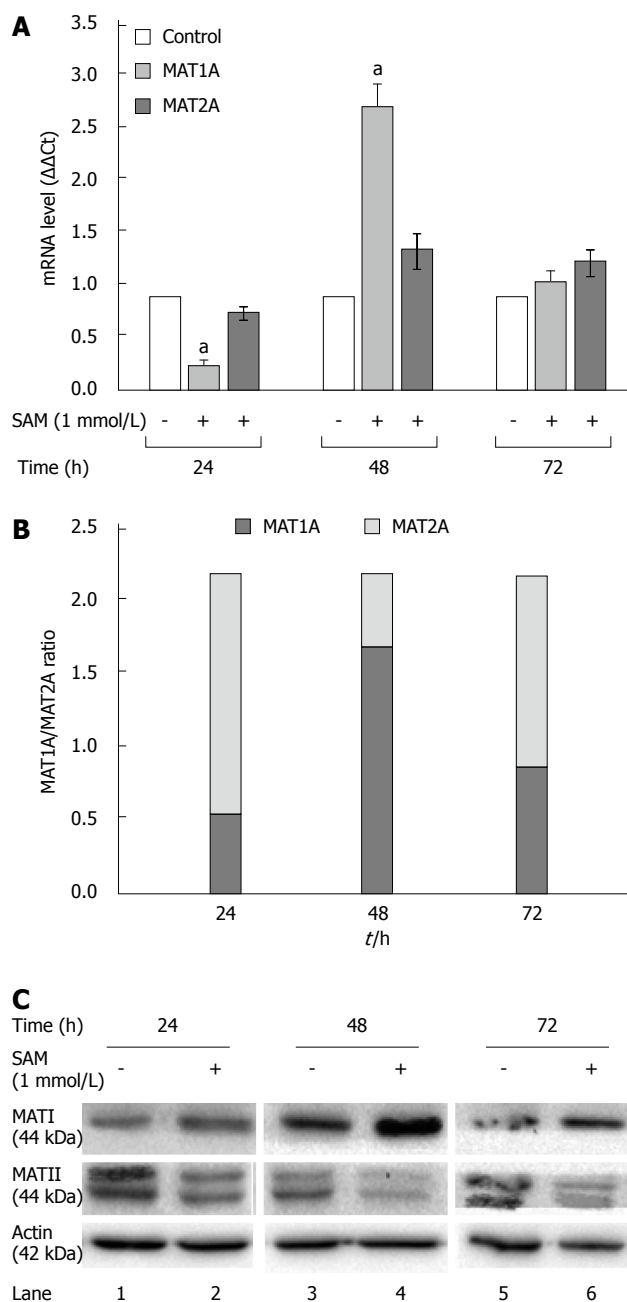 A
mRNA level (ΔΔCt)
3.5
3.0
2.5
2.0
1.5
1.0
0.5
0.0
Control
MAT1A
MAT2A
a
a
SAM (1 mmol/L) - + + - + + - + +
Time (h) 24 48 72
B
MAT1A/MAT2A ratio
2.5
2.0
1.5
1.0
0.5
0.0
MAT1A MAT2A
24 48 72
t/h
C
Time (h) 24 48 72
SAM
(1 mmol/L) - + - + - +
MATI
(44 kDa)
MATII
(44 kDa)
Actin
(42 kDa)
Lane 1 2 3 4 5 6